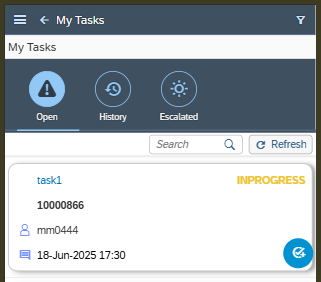 My Tasks
My Tasks
Open
History
Escalated
Search
Refresh
task1
INPROGRESS
10000866
mm0444
18-Jun-2025 17:30